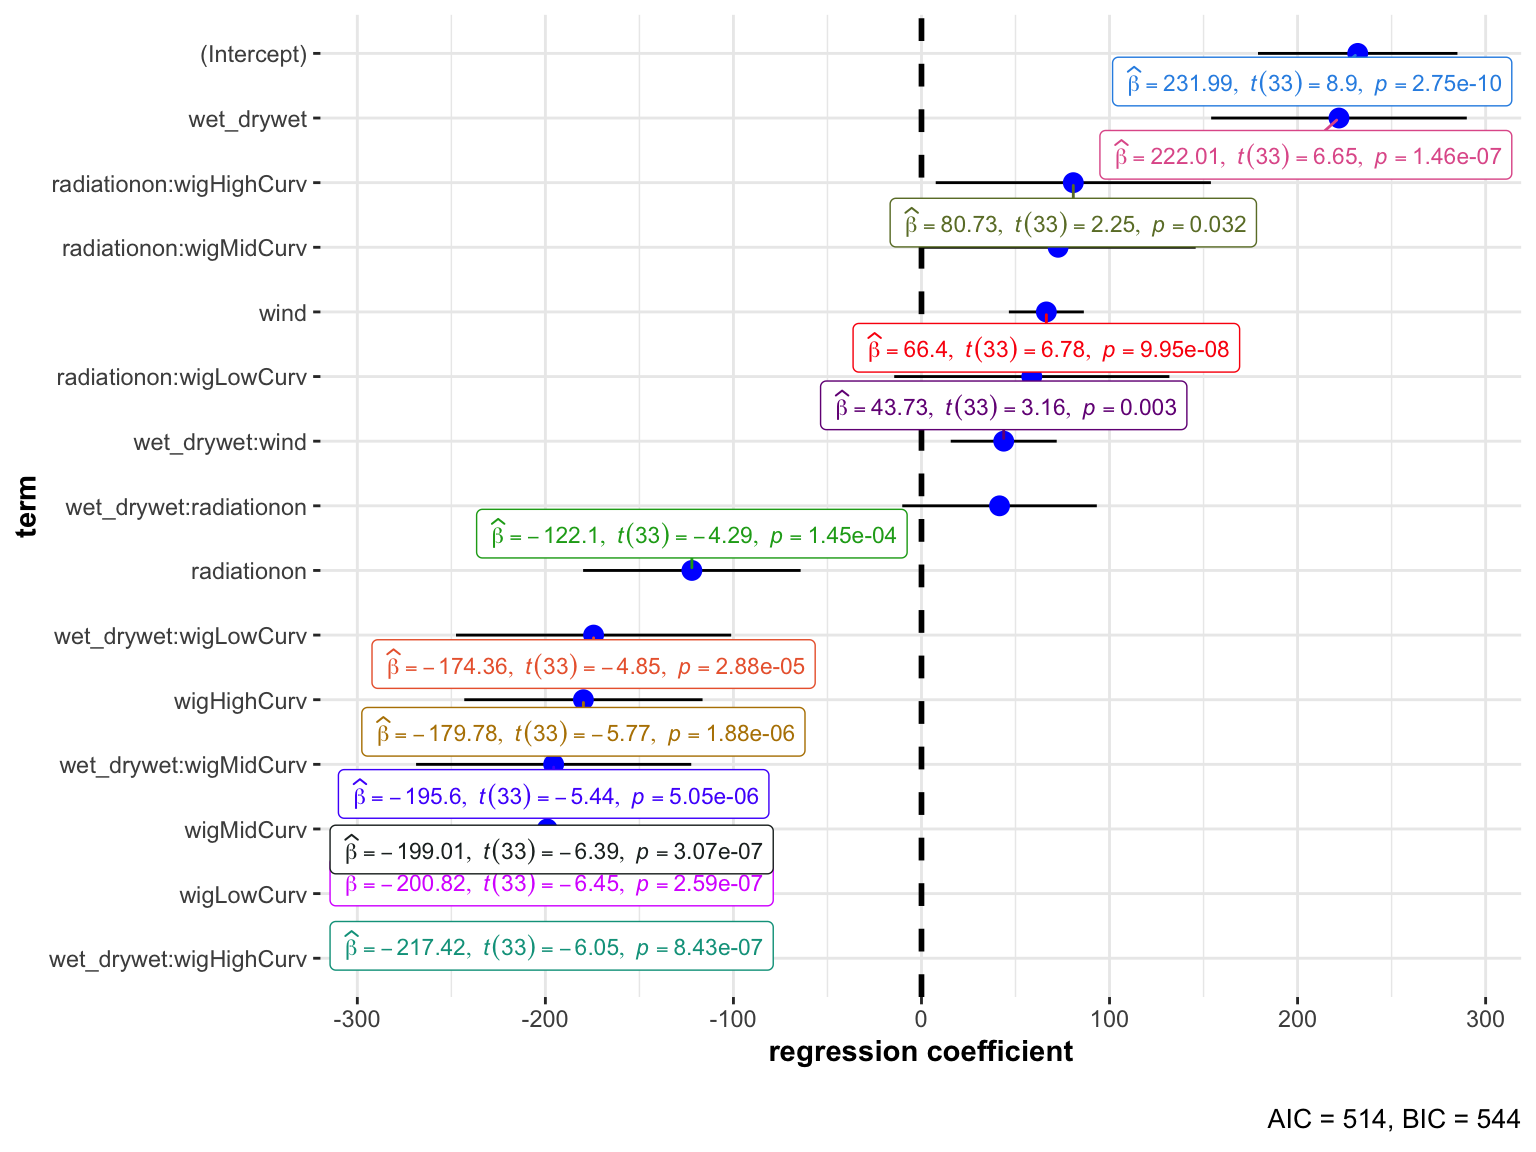 (Intercept)
β̂ = 231.99, t(33) = 8.9, p = 2.75e-10
wet_drywet
β̂ = 222.01, t(33) = 6.65, p = 1.46e-07
radiationon:wigHighCurv
β̂ = 80.73, t(33) = 2.25, p = 0.032
radiationon:wigMidCurv
wind
β̂ = 66.4, t(33) = 6.78, p = 9.95e-08
radiationon:wigLowCurv
β̂ = 43.73, t(33) = 3.16, p = 0.003
wet_drywet:wind
wet_drywet:radiationon
β̂ = −122.1, t(33) = −4.29, p = 1.45e-04
radiationon
wet_drywet:wigLowCurv
β̂ = −174.36, t(33) = −4.85, p = 2.88e-05
wigHighCurv
β̂ = −179.78, t(33) = −5.77, p = 1.88e-06
wet_drywet:wigMidCurv
β̂ = −195.6, t(33) = −5.44, p = 5.05e-06
wigMidCurv
β̂ = −199.01, t(33) = −6.39, p = 3.07e-07
β = −200.82, t(33) = −6.45, p = 2.59e-07
wigLowCurv
β̂ = −217.42, t(33) = −6.05, p = 8.43e-07
wet_drywet:wigHighCurv
term
-300 -200 -100 0 100 200 300
regression coefficient
AIC = 514, BIC = 544